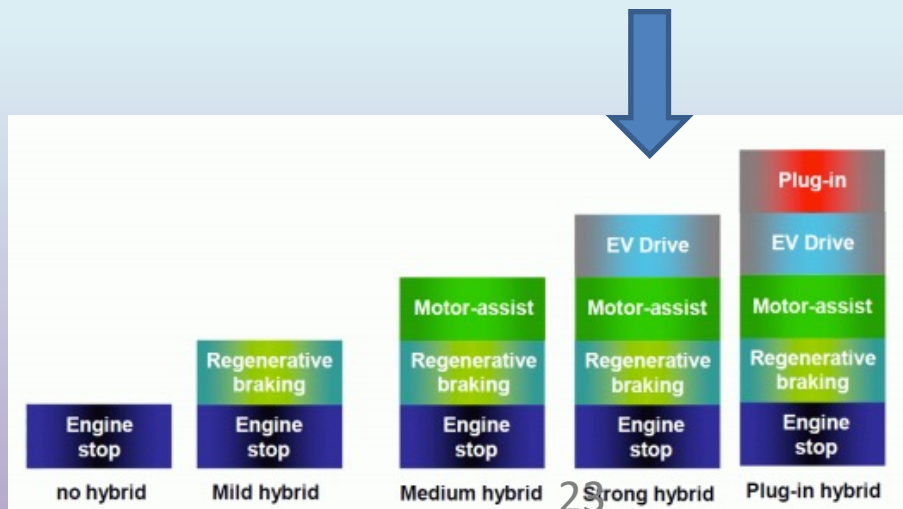 Plug-in
EV Drive
EV Drive
Motor-assist
Motor-assist
Motor-assist
Regenerative
braking
Regenerative
braking
Regenerative
braking
Regenerative
braking
Engine
stop
Engine
stop
Engine
stop
Engine
stop
Engine
stop
no hybrid
Mild hybrid
Medium hybrid
Strong hybrid
Plug-in hybrid
23